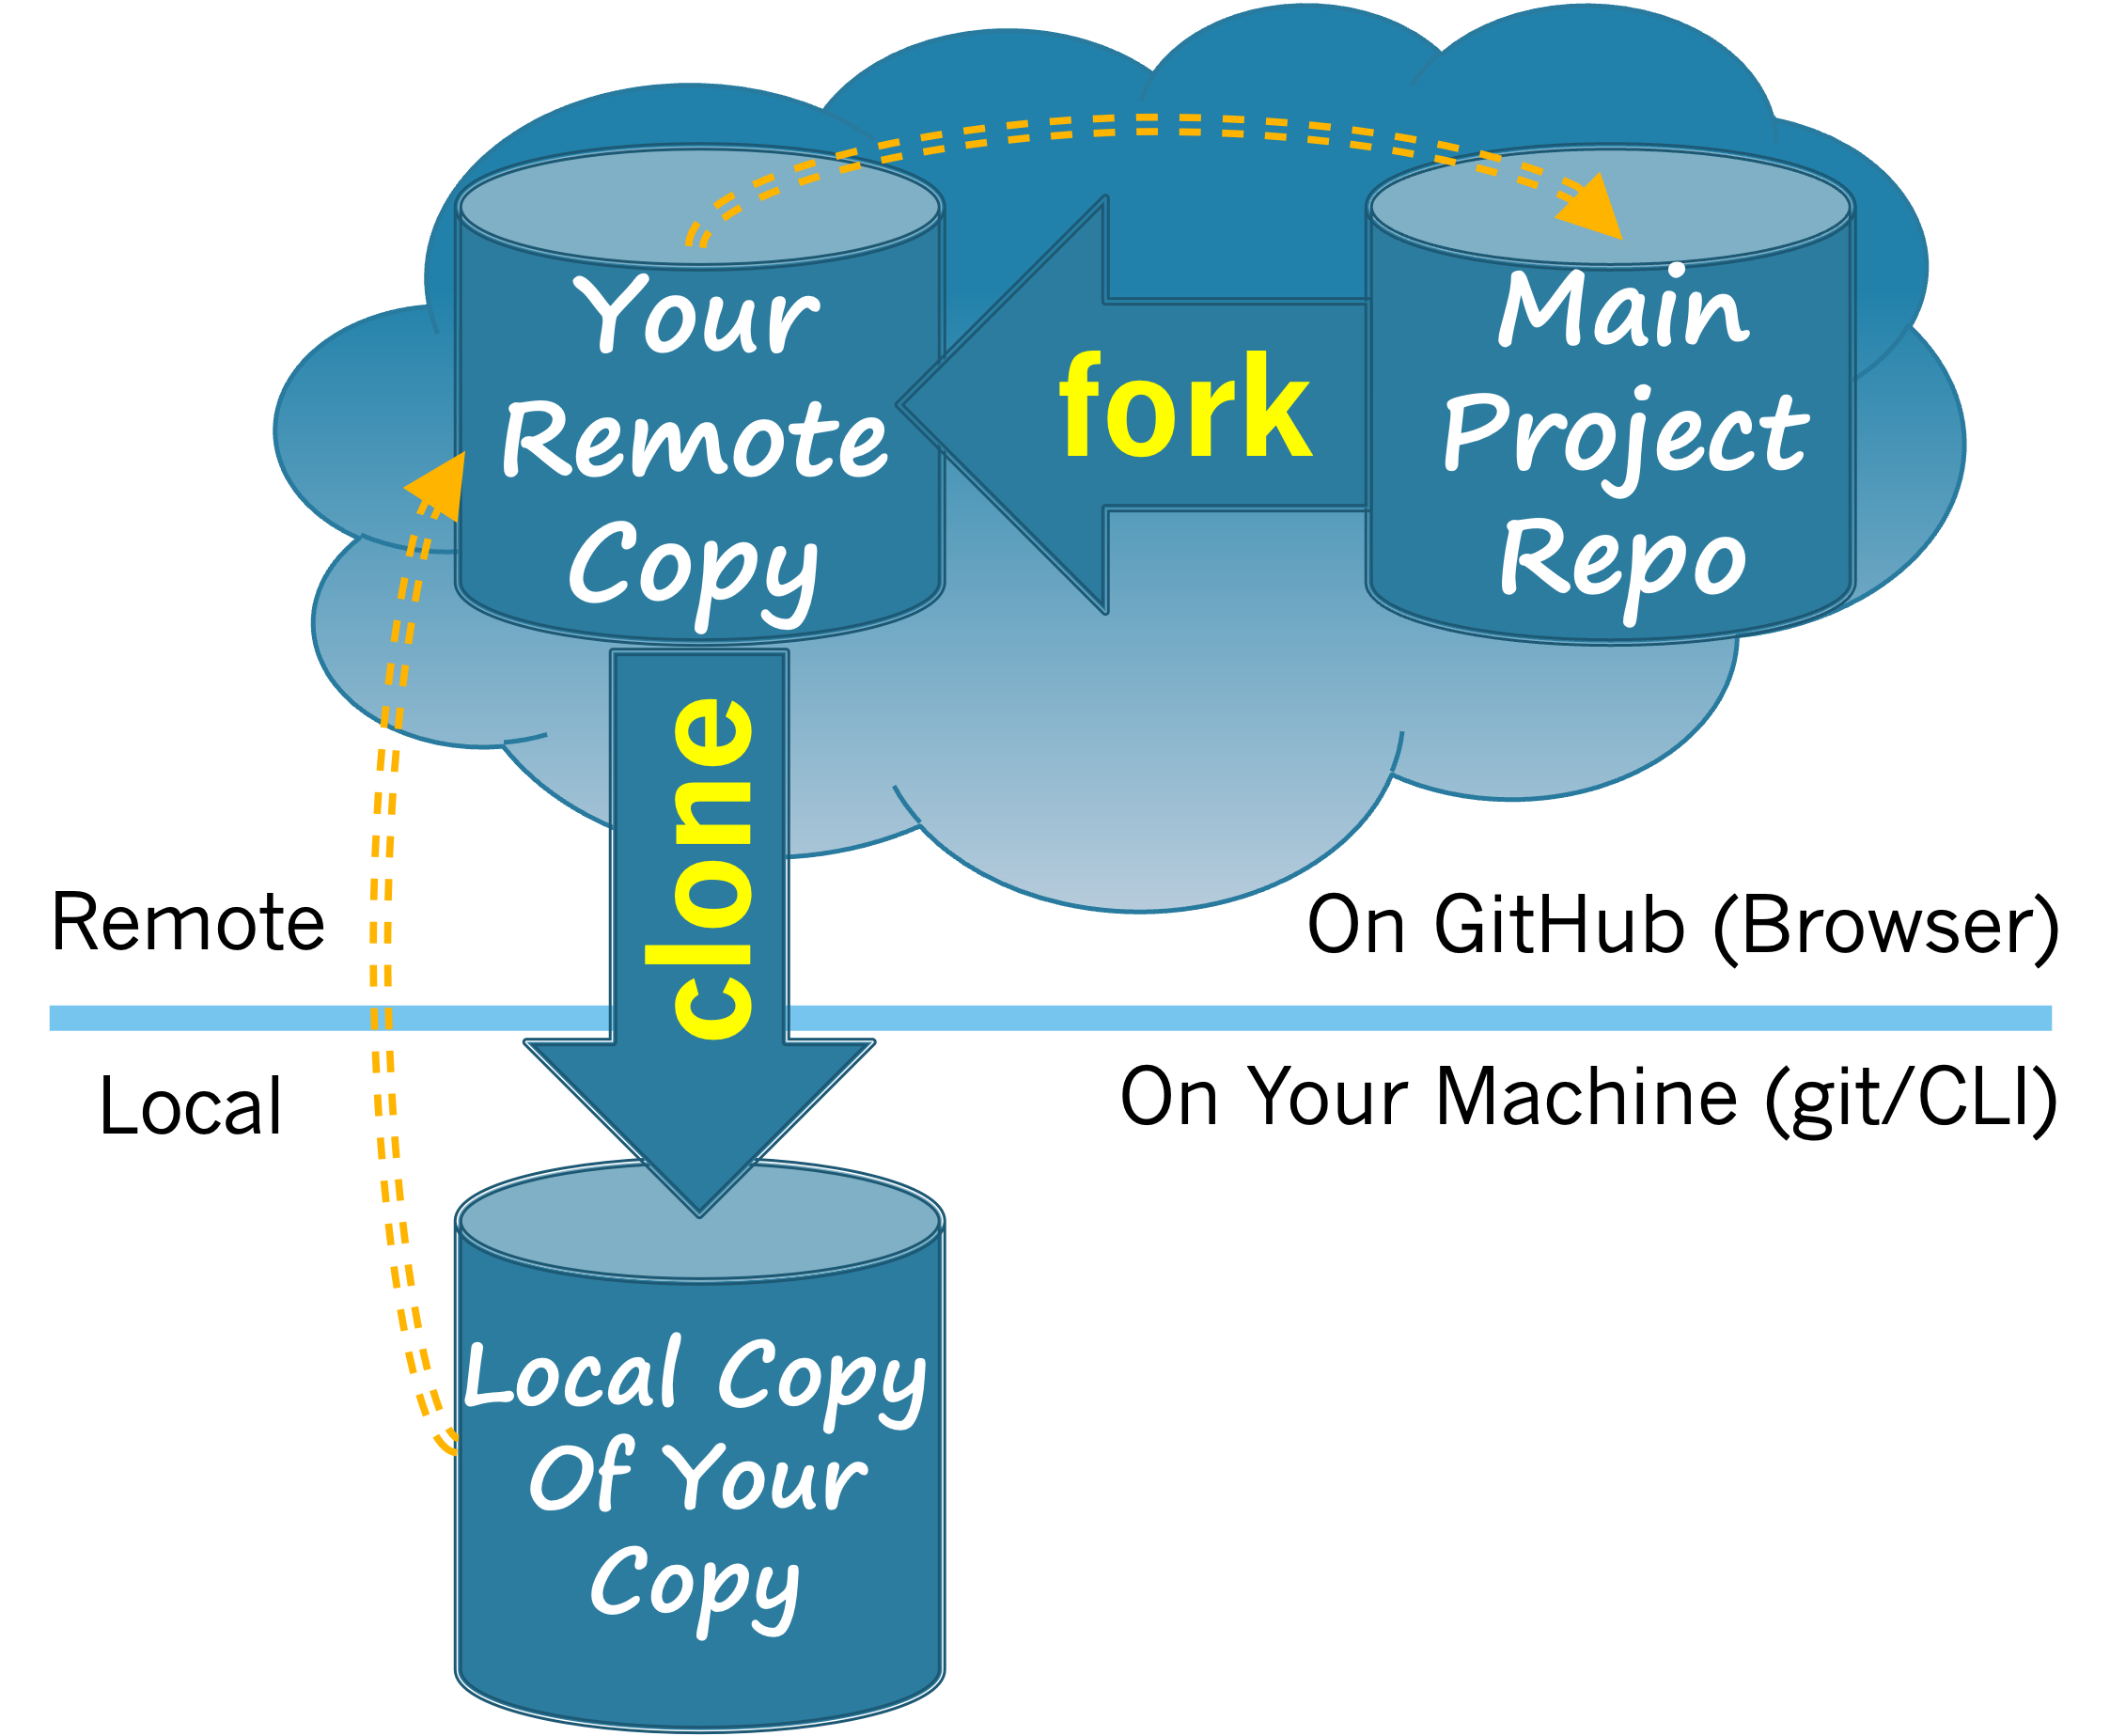 Your
Remote
Copy
fork
Main
Project
Repo
clone
Remote
On GitHub (Browser)
Local
On Your Machine (git/CLI)
Local Copy
Of Your
Copy